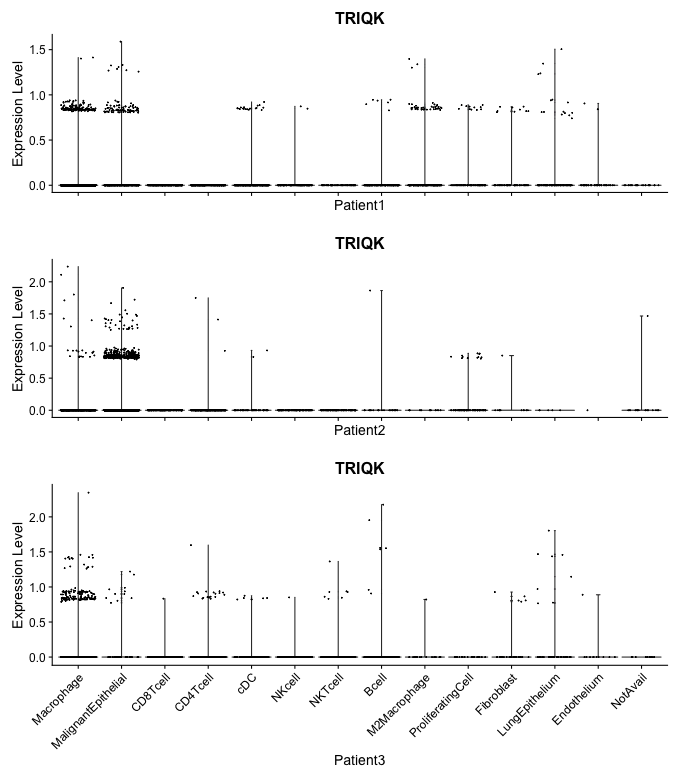 TRIQK
Expression Level
1.5
1.0
0.5
0.0
Patient1
TRIQK
Expression Level
2.0
1.5
1.0
0.5
0.0
Patient2
TRIQK
Expression Level
2.0
1.5
1.0
0.5
0.0
Macrophage
MalignantEpithelial
CD8Tcell
CD4Tcell
cDC
NKcell
NKTcell
Bcell
M2Macrophage
ProliferatingCell
Fibroblast
LungEpithelium
Endothelium
NotAvail
Patient3